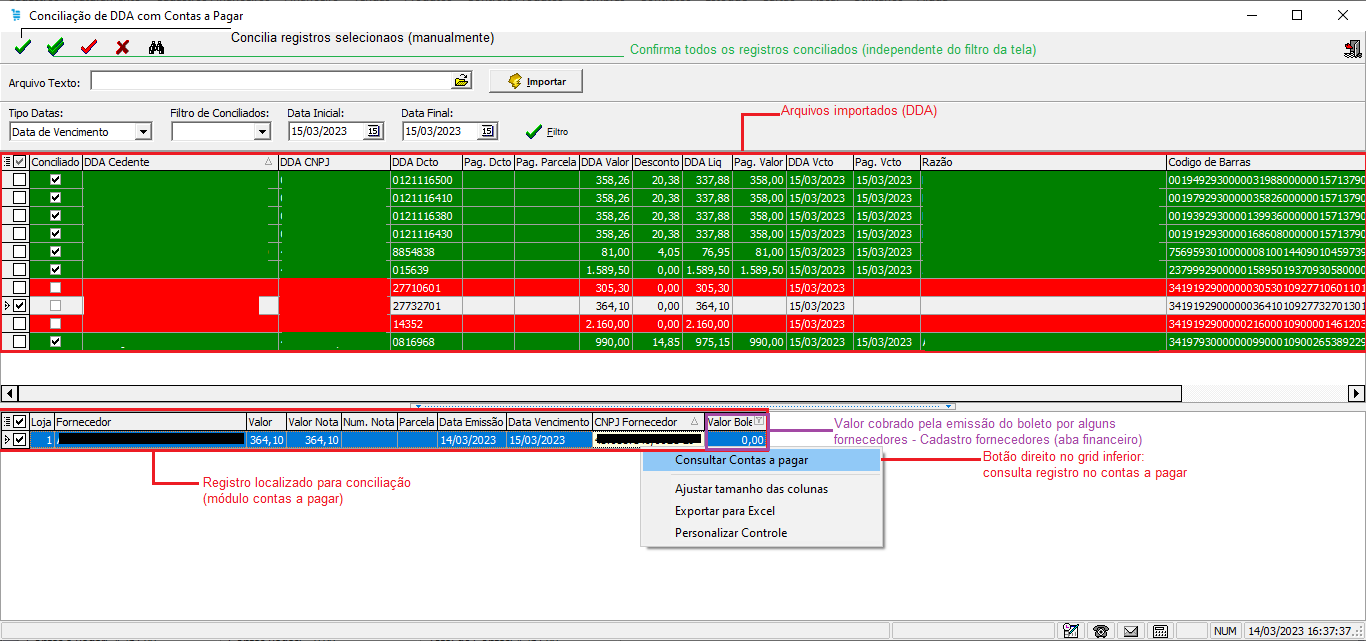 Conciliação de DDA com Contas a Pagar
Concilia registros selecionaos (manualmente)
Confirma todos os registros conciliados (independente do filtro da tela)
Arquivo Texto: Importar
Tipo Datas: Filtro de Conciliados: Data Inicial: Data Final:
Data de Vencimento 15/03/2023 15 15/03/2023 15 Filtro
Arquivos importados (DDA)
Conciliado DDA Cedente DDA CNPJ DDA Dcto Pag. Dcto Pag. Parcela DDA Valor Desconto DDA Liq Pag. Valor DDA Vcto Pag. Vcto Razão Codigo de Barras
0121116500 358,26 20,38 337,88 358,00 15/03/2023 15/03/2023
0121116410 358,26 20,38 337,88 358,00 15/03/2023 15/03/2023
0121116380 358,26 20,38 337,88 358,00 15/03/2023 15/03/2023
0121116430 358,26 20,38 337,88 358,00 15/03/2023 15/03/2023
8854838 81,00 4,05 76,95 81,00 15/03/2023 15/03/2023
015639 1.589,50 0,00 1.589,50 1.589,50 15/03/2023 15/03/2023
27710601 305,30 0,00 305,30 15/03/2023
27732701 364,10 0,00 364,10 15/03/2023
14352 2.160,00 0,00 2.160,00 15/03/2023
0816968 990,00 14,85 975,15 990,00 15/03/2023 15/03/2023
Loja Fornecedor Valor Valor Nota Num. Nota Parcela Data Emissão Data Vencimento CNPJ Fornecedor Valor Bole
1 364,10 364,10 14/03/2023 15/03/2023 0,00
Valor cobrado pela emissão do boleto por alguns
fornecedores - Cadastro fornecedores (aba financeiro)
Botão direito no grid inferior:
consulta registro no contas a pagar
Consultar Contas a pagar
Ajustar tamanho das colunas
Exportar para Excel
Personalizar Controle
Registro localizado para conciliação
(módulo contas a pagar)
NUM 14/03/2023 16:37:37